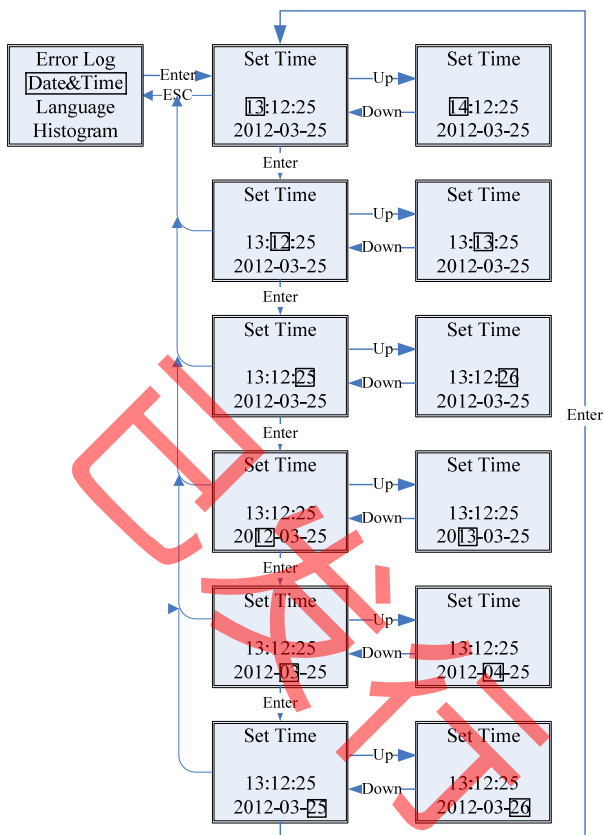 Error Log
Date&Time
Language
Histogram
Enter
ESC
Set Time
13:12:25
2012-03-25
Up
Down
Set Time
14:12:25
2012-03-25
Enter
Set Time
13:12:25
2012-03-25
Up
Down
Set Time
13:13:25
2012-03-25
Enter
Set Time
13:12:25
2012-03-25
Up
Down
Set Time
13:12:26
2012-03-25
Enter
Enter
Set Time
13:12:25
2012-03-25
Up
Down
Set Time
13:12:25
2013-03-25
Enter
Set Time
13:12:25
2012-03-25
Up
Down
Set Time
13:12:25
2012-04-25
Enter
Set Time
13:12:25
2012-03-25
Up
Down
Set Time
13:12:25
2012-03-26
已发行